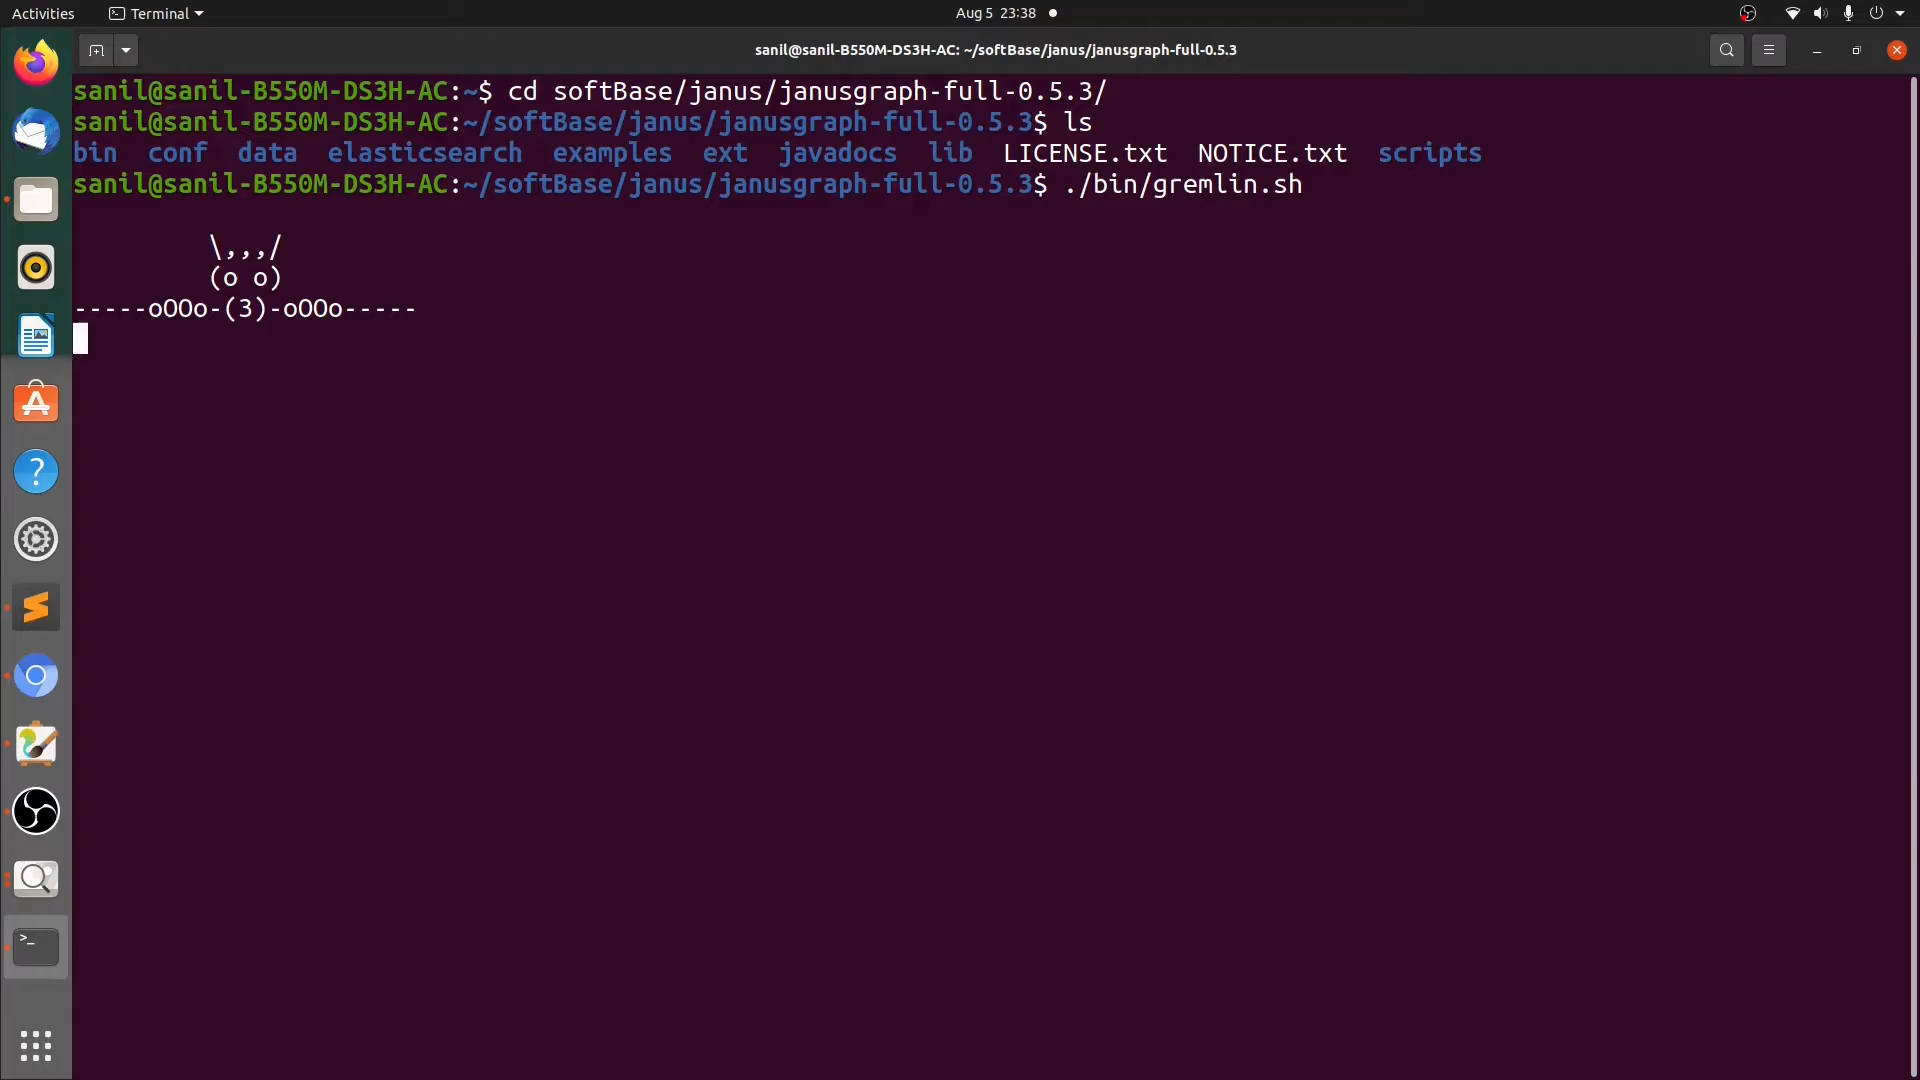 Activities Terminal Aug 5 23:38
sanil@sanil-B550M-DS3H-AC: ~/softBase/janus/janusgraph-full-0.5.3
sanil@sanil-B550M-DS3H-AC:~$ cd softBase/janus/janusgraph-full-0.5.3/
sanil@sanil-B550M-DS3H-AC:~/softBase/janus/janusgraph-full-0.5.3$ ls
bin  conf  data  elasticsearch  examples  ext  javadocs  lib  LICENSE.txt  NOTICE.txt  scripts
sanil@sanil-B550M-DS3H-AC:~/softBase/janus/janusgraph-full-0.5.3$ ./bin/gremlin.sh
         \,,,/
         (o o)
-----oOOo-(3)-oOOo-----